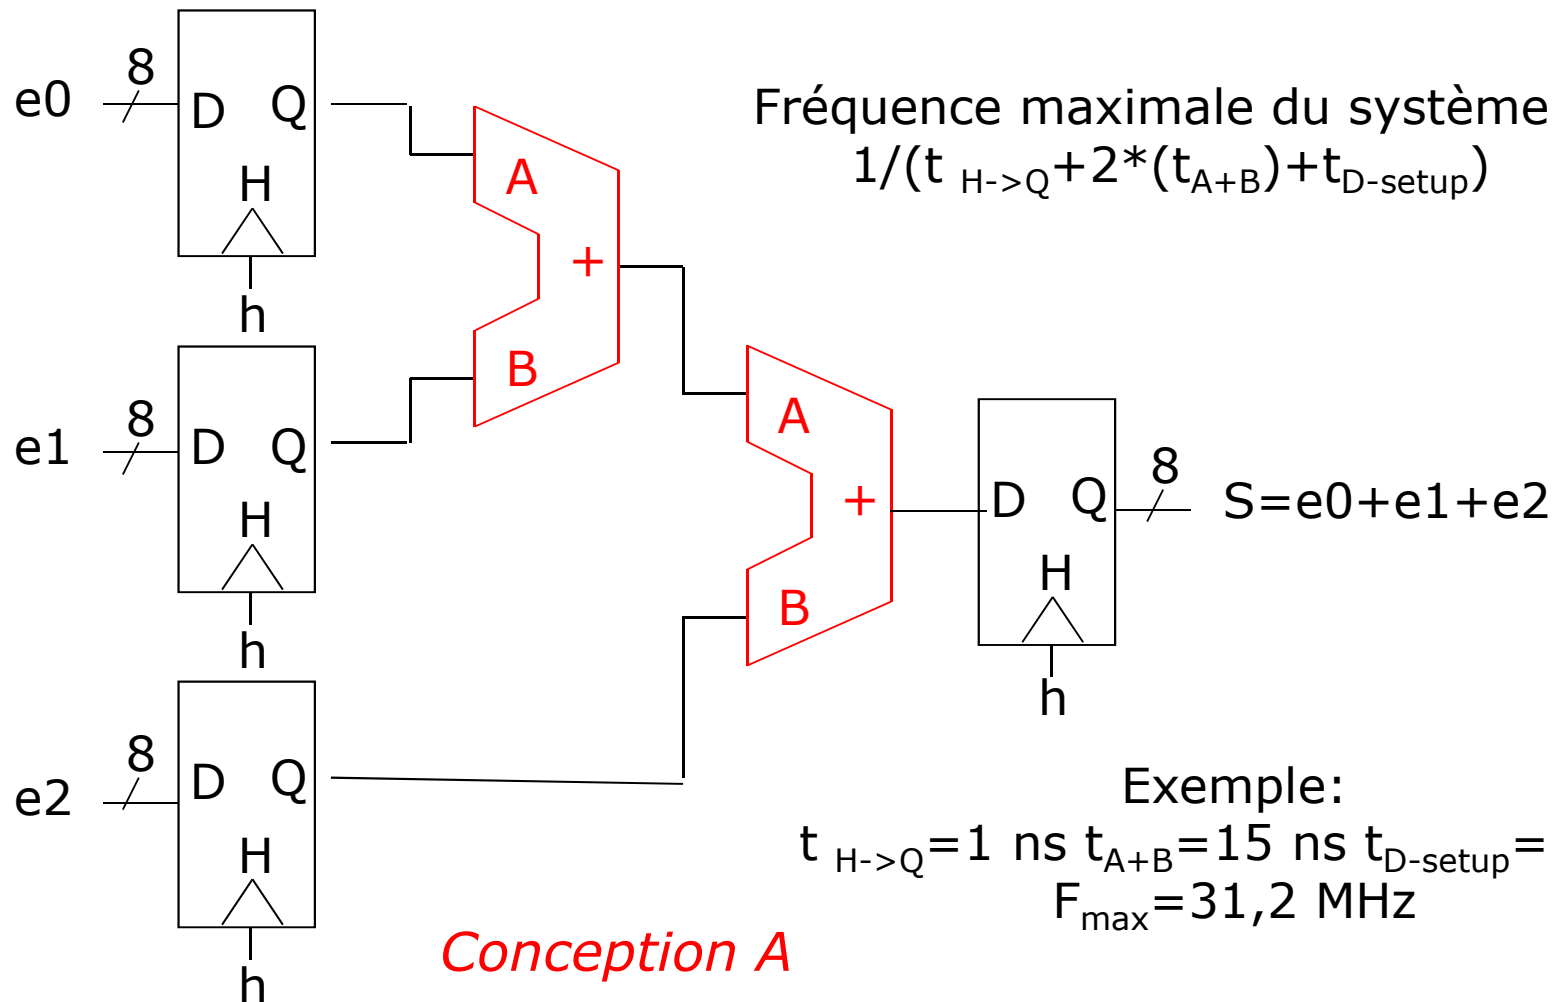 e0
8
D Q
H
h
e1
8
D Q
H
h
e2
8
D Q
H
h
A
+
B
A
+
B
D Q
H
h
8
S=e0+e1+e2
Fréquence maximale du système
1/(t H->Q+2*(tA+B)+tD-setup)
Exemple:
t H->Q=1 ns tA+B=15 ns tD-setup=
Fmax=31,2 MHz
Conception A